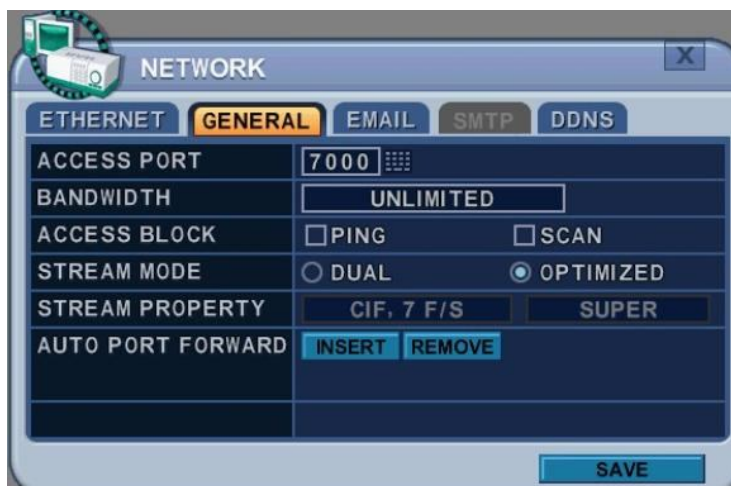 NETWORK
X
ETHERNET GENERAL EMAIL SMTP DDNS
ACCESS PORT 7000
BANDWIDTH UNLIMITED
ACCESS BLOCK PING SCAN
STREAM MODE DUAL OPTIMIZED
STREAM PROPERTY CIF, 7 F/S SUPER
AUTO PORT FORWARD INSERT REMOVE
SAVE